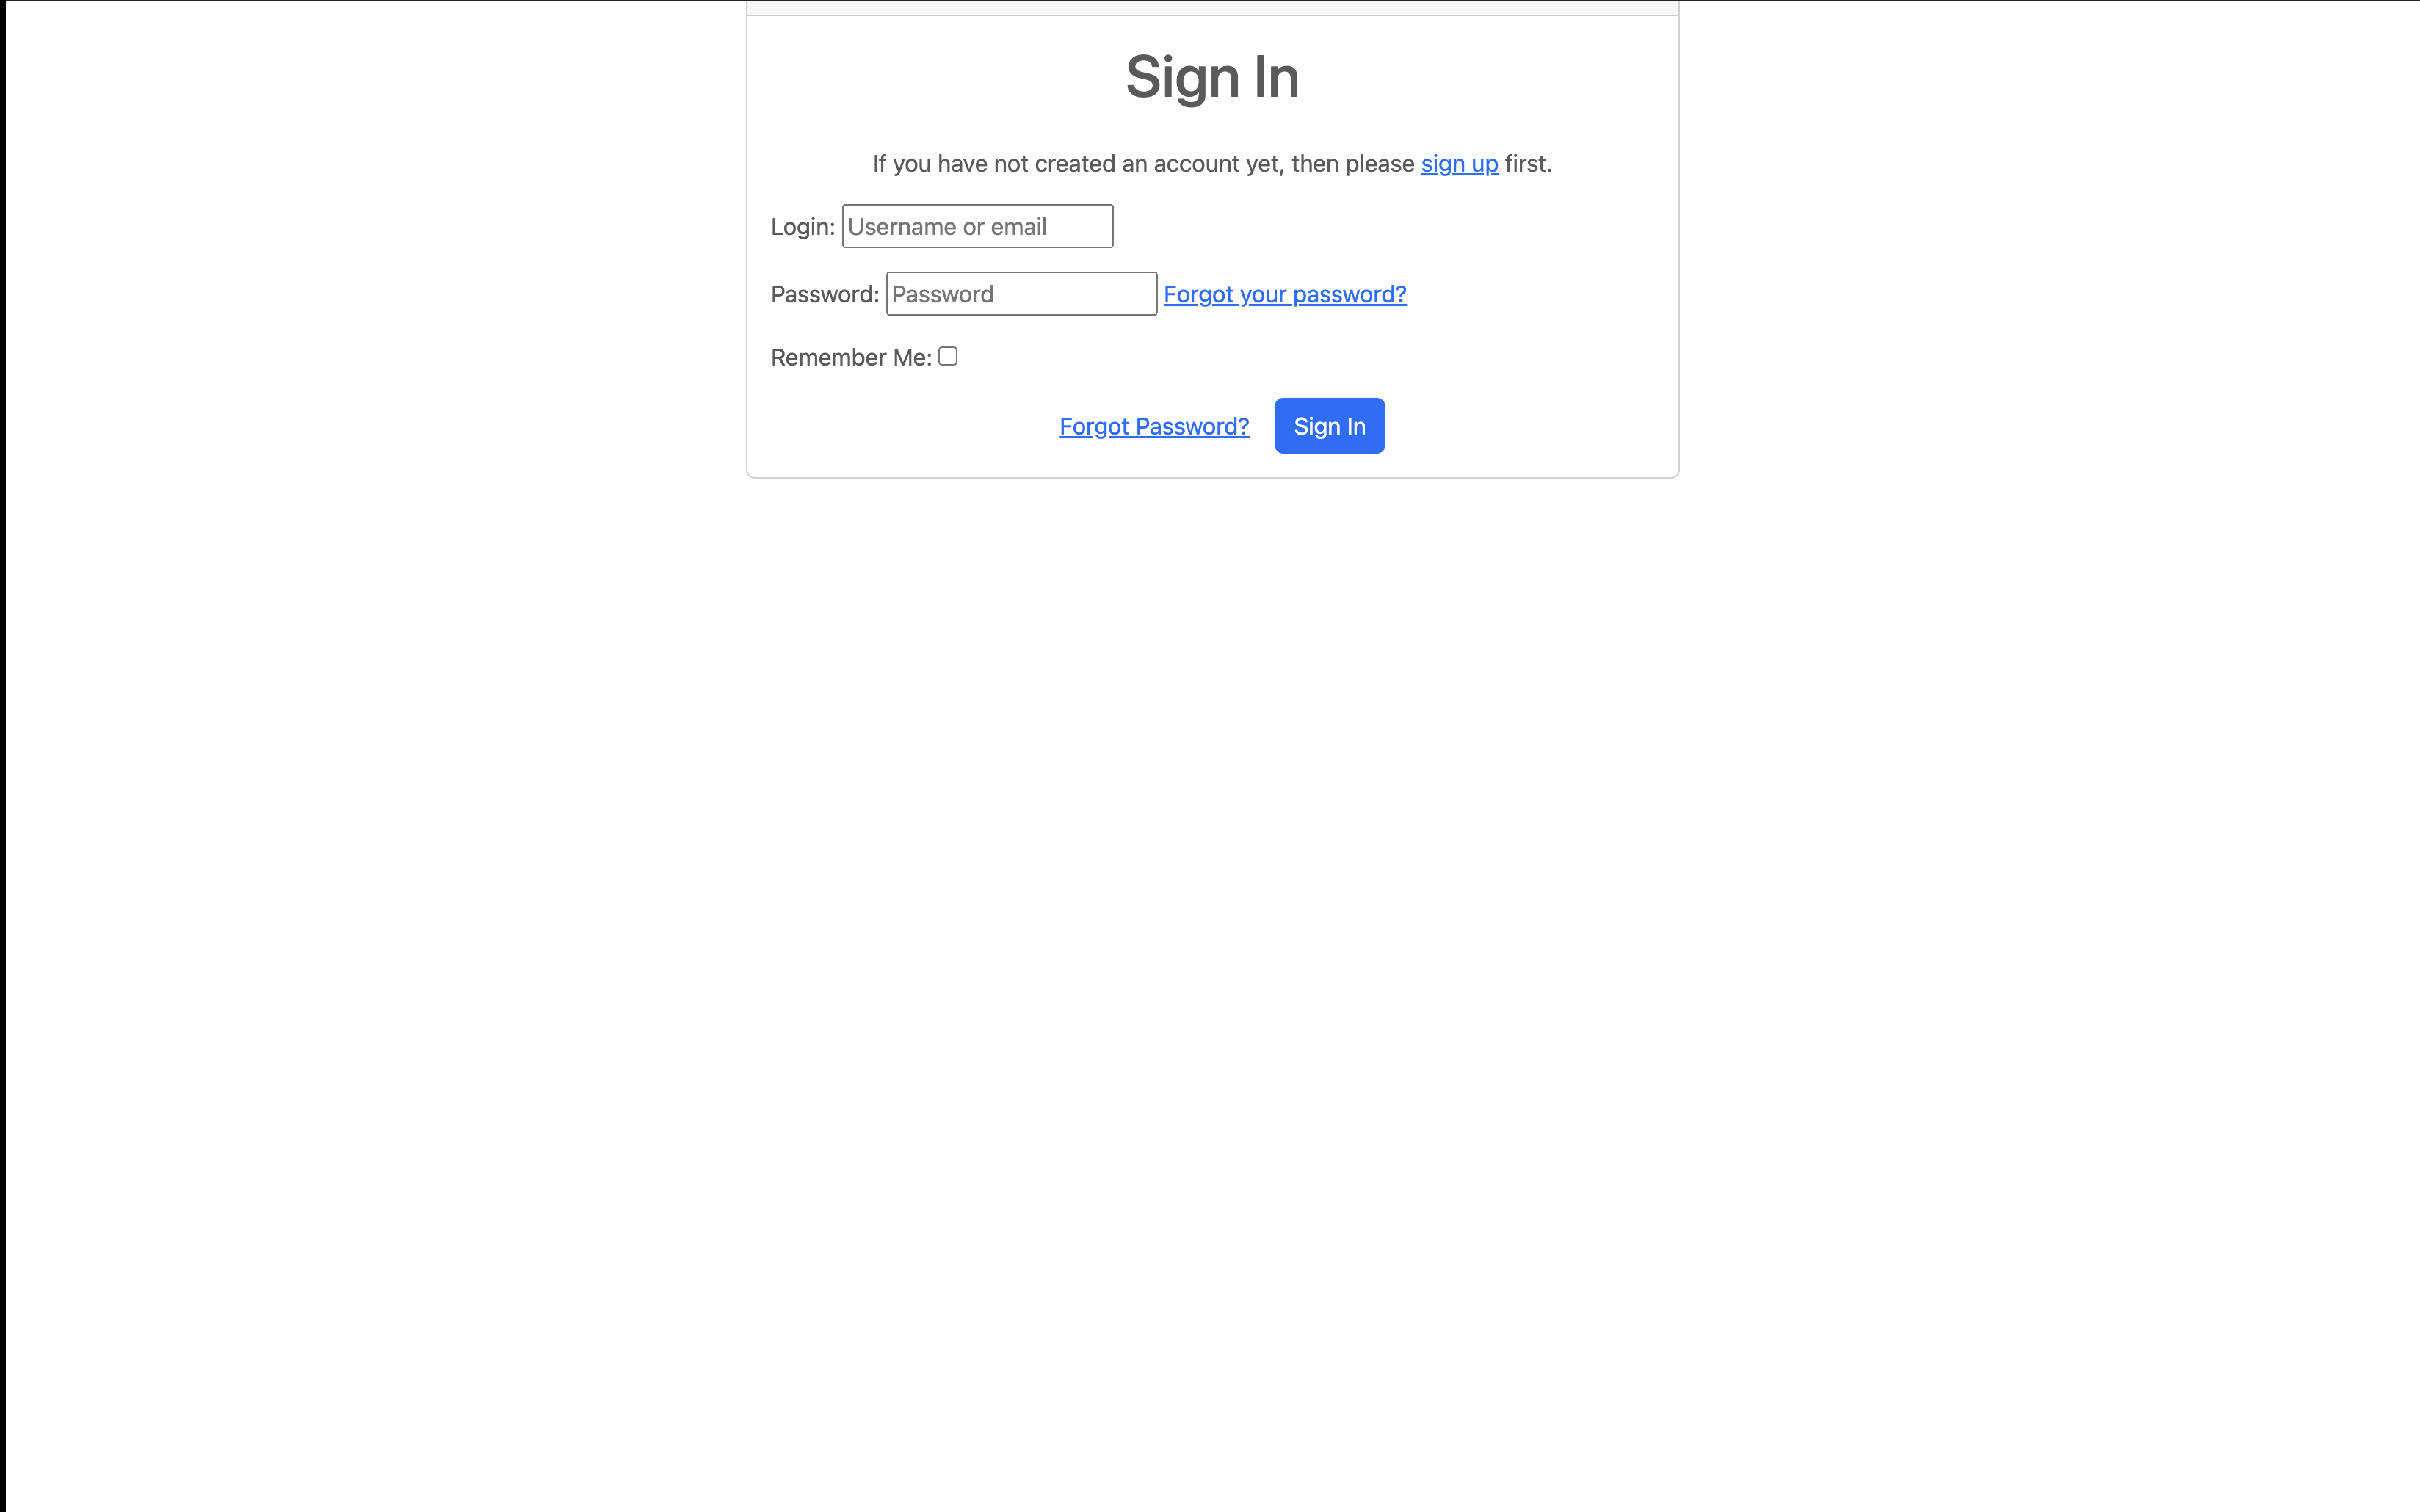 Sign In
If you have not created an account yet, then please sign up first.
Login: Username or email
Password: Password Forgot your password?
Remember Me:
Forgot Password? Sign In